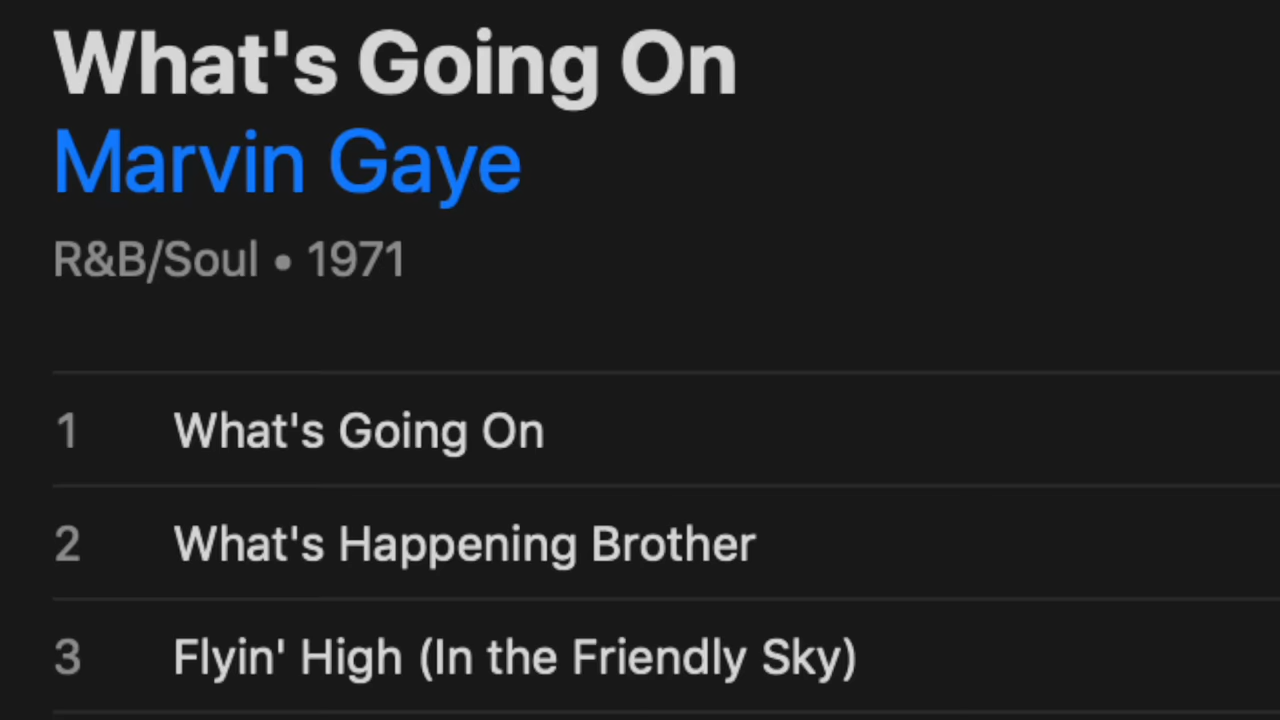 What's Going On
Marvin Gaye
R&B/Soul • 1971
1 What's Going On
2 What's Happening Brother
3 Flyin' High (In the Friendly Sky)